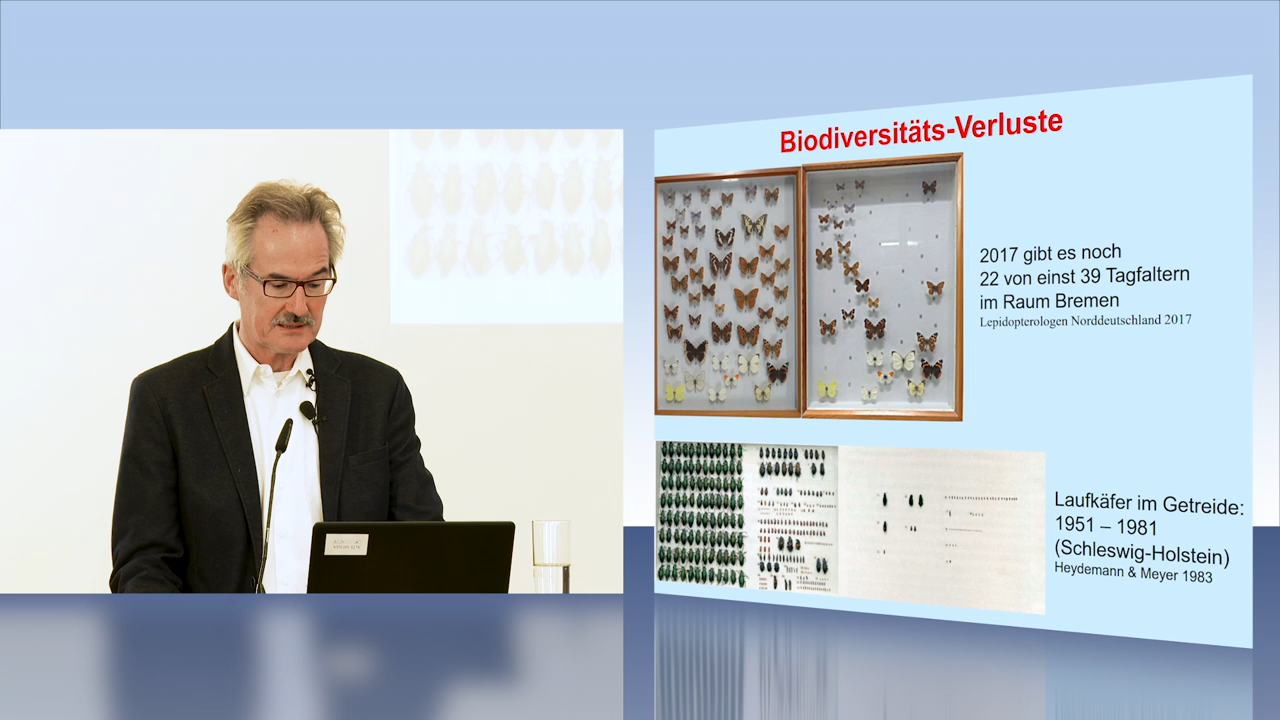 Biodiversitäts-Verluste
2017 gibt es noch
22 von einst 39 Tagfaltern
im Raum Bremen
Lepidopterologen Norddeutschland 2017
Laufkäfer im Getreide:
1951 – 1981
(Schleswig-Holstein)
Heydemann & Meyer 1983